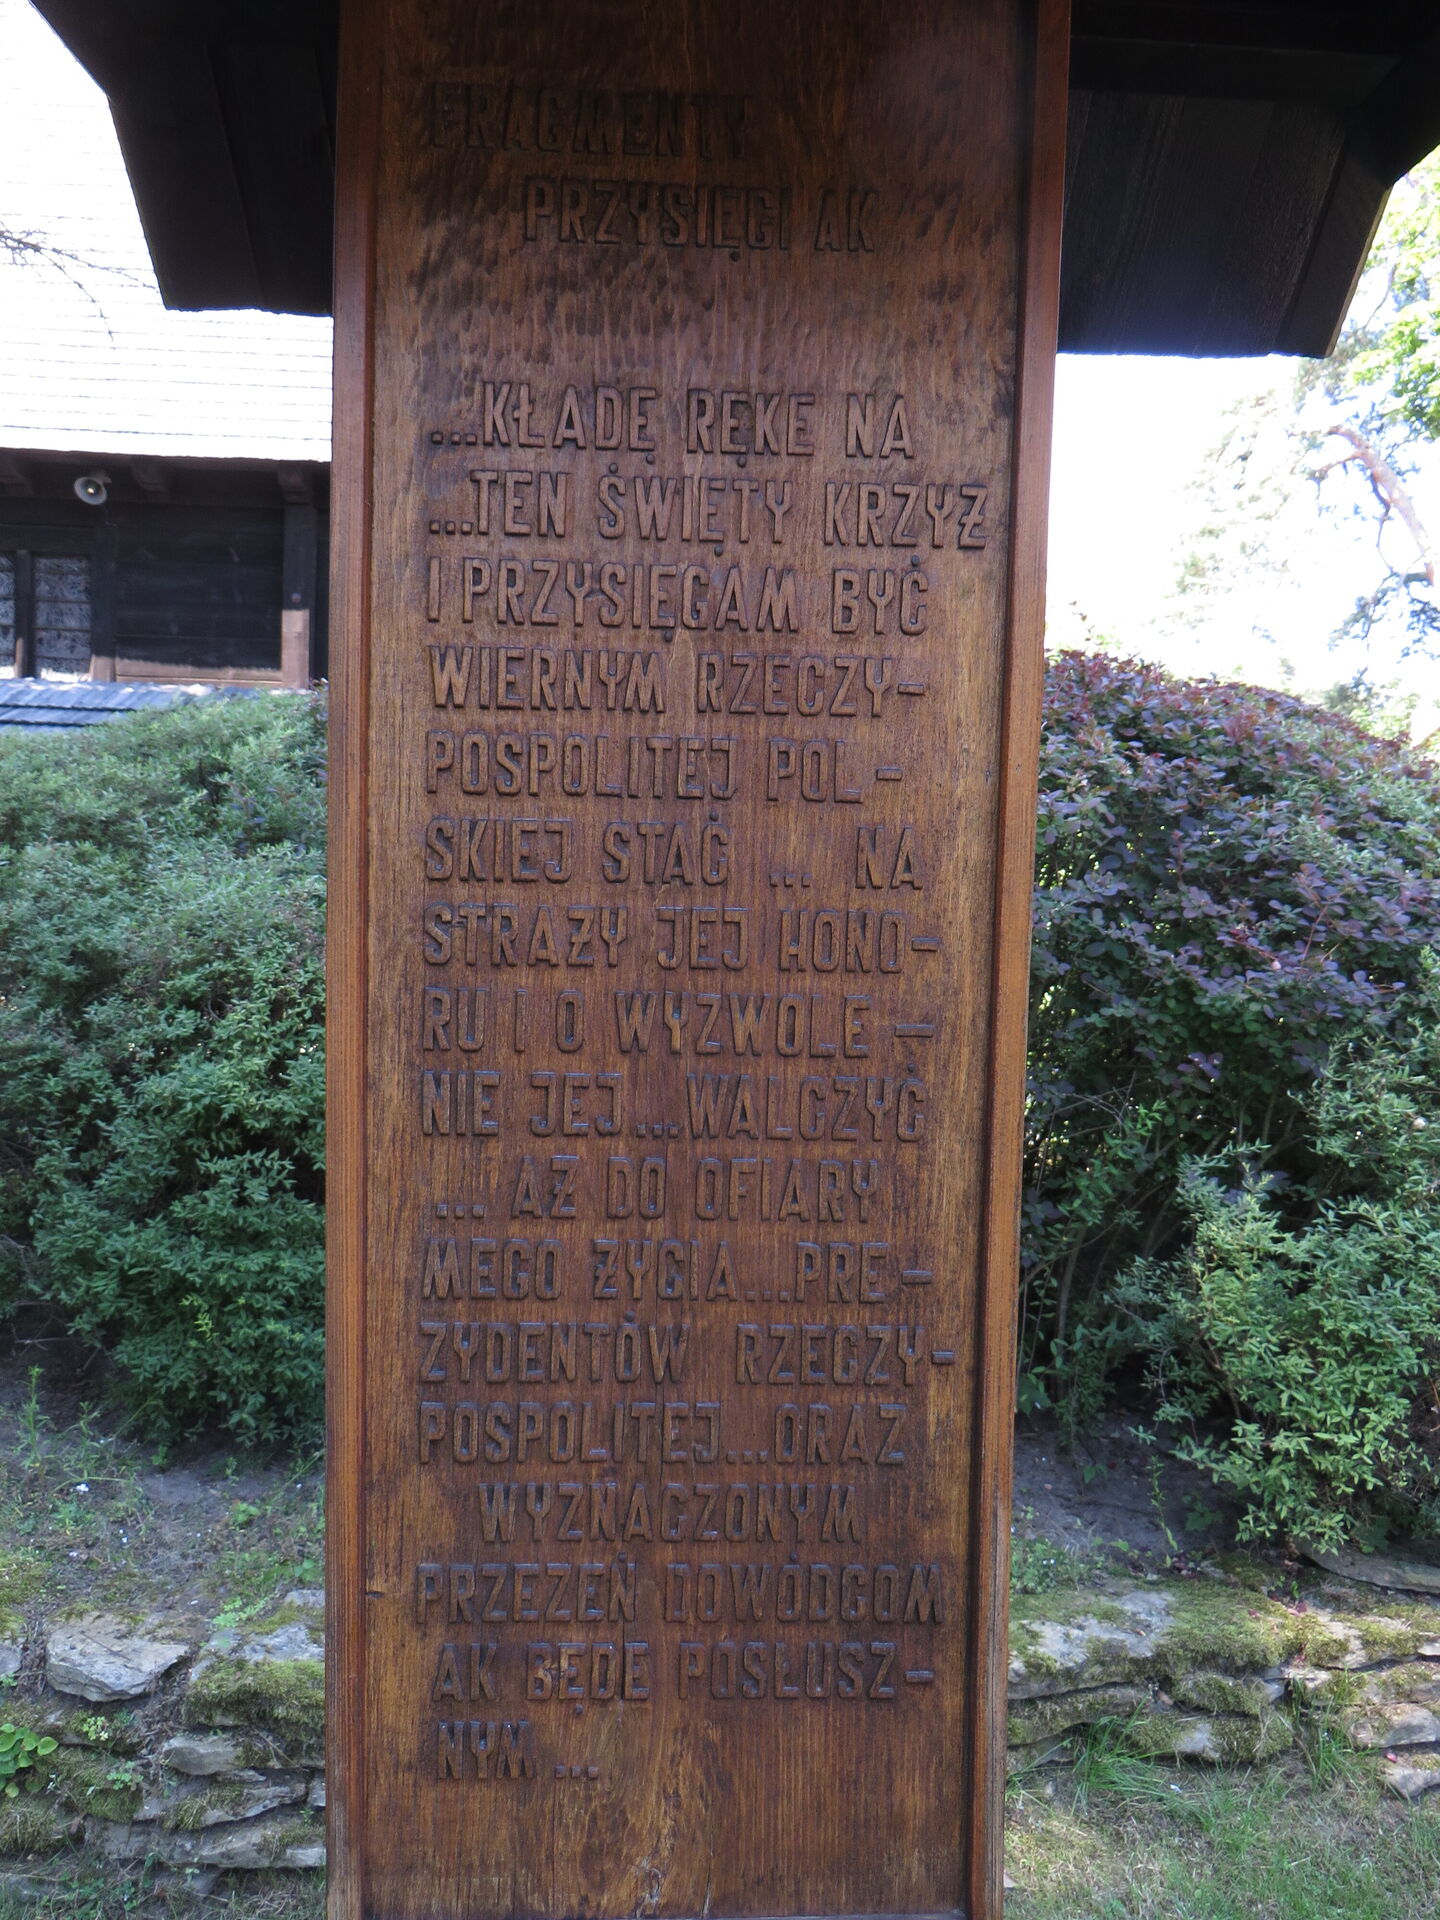 FRAGMENTY
PRZYSIĘGI AK
...KŁADĘ RĘKE NA
...TEN ŚWIĘTY KRZYŻ
I PRZYSIĘGAM BYĆ
WIERNYM RZECZY-
POSPOLITEJ POL-
SKIEJ STAĆ ... NA
STRAŻY JEJ HONO-
RU I O WYZWOLE-
NIE JEJ...WALCZYĆ
... AŻ DO OFIARY
MEGO ŻYCIA...PRE-
ZYDENTÓW RZECZY-
POSPOLITEJ...ORAZ
WYZNACZONYM
PRZEZEŃ DOWÓDCOM
AK BĘDE POSŁUSZ-
NYM ...